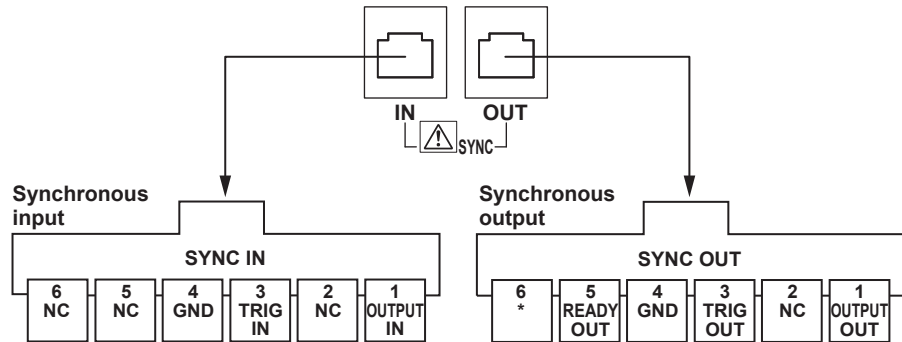 IN OUT
SYNC
Synchronous
input
SYNC IN
6 5 4 3 2 1
NC NC GND TRIG NC OUTPUT
IN IN
Synchronous
output
SYNC OUT
6 5 4 3 2 1
* READY GND TRIG NC OUTPUT
OUT OUT OUT